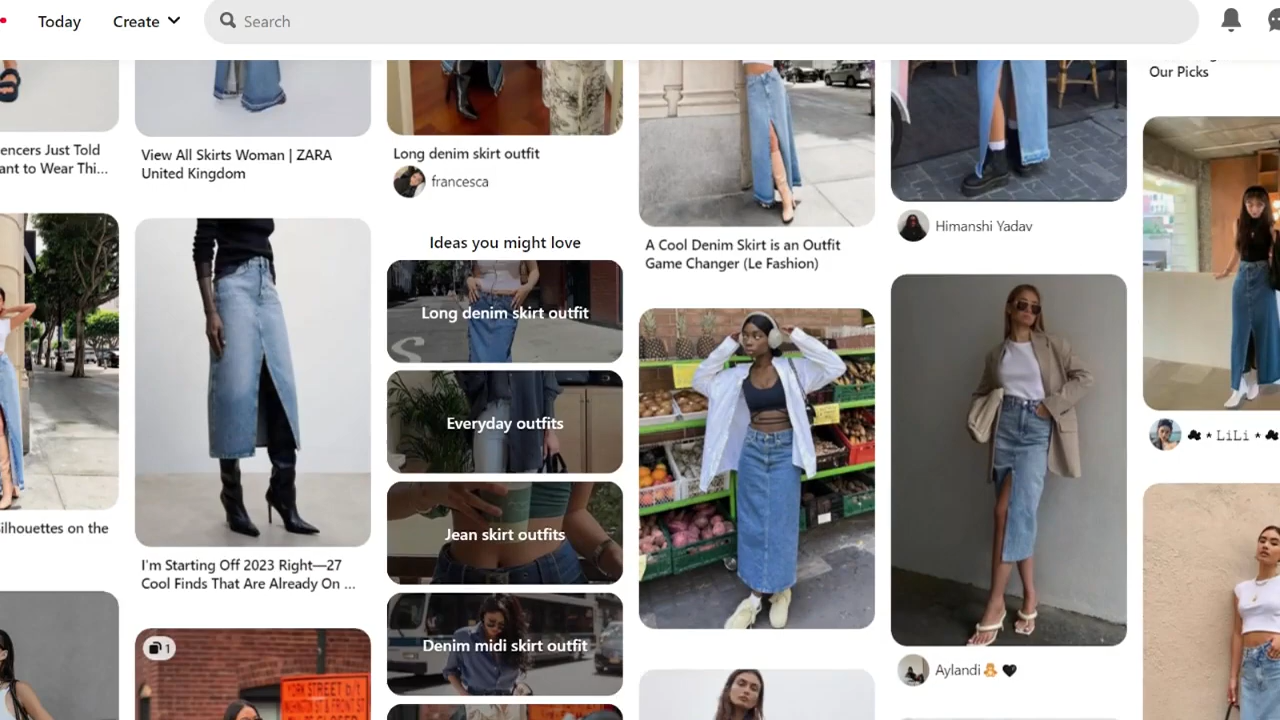 Today
Create
Search
encers Just Told
ant to Wear Thi...
ilhouettes on the
View All Skirts Woman | ZARA
United Kingdom
I'm Starting Off 2023 Right—27
Cool Finds That Are Already On ...
1
YORK STREET b/t
Long denim skirt outfit
francesca
Ideas you might love
Long denim skirt outfit
Everyday outfits
Jean skirt outfits
Denim midi skirt outfit
A Cool Denim Skirt is an Outfit
Game Changer (Le Fashion)
Himanshi Yadav
Aylandi🧸🖤
Our Picks
♣ ⋆ LiLi ⋆ ♣